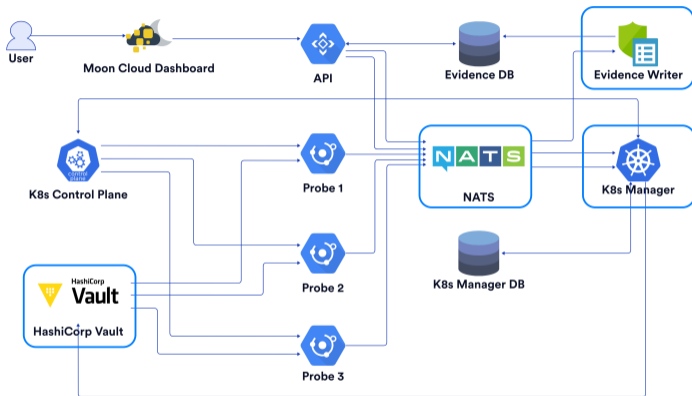 User
Moon Cloud Dashboard
API
Evidence DB
Evidence Writer
K8s Control Plane
Probe 1
NATS
NATS
K8s Manager
Probe 2
K8s Manager DB
HashiCorp
Vault
HashiCorp Vault
Probe 3